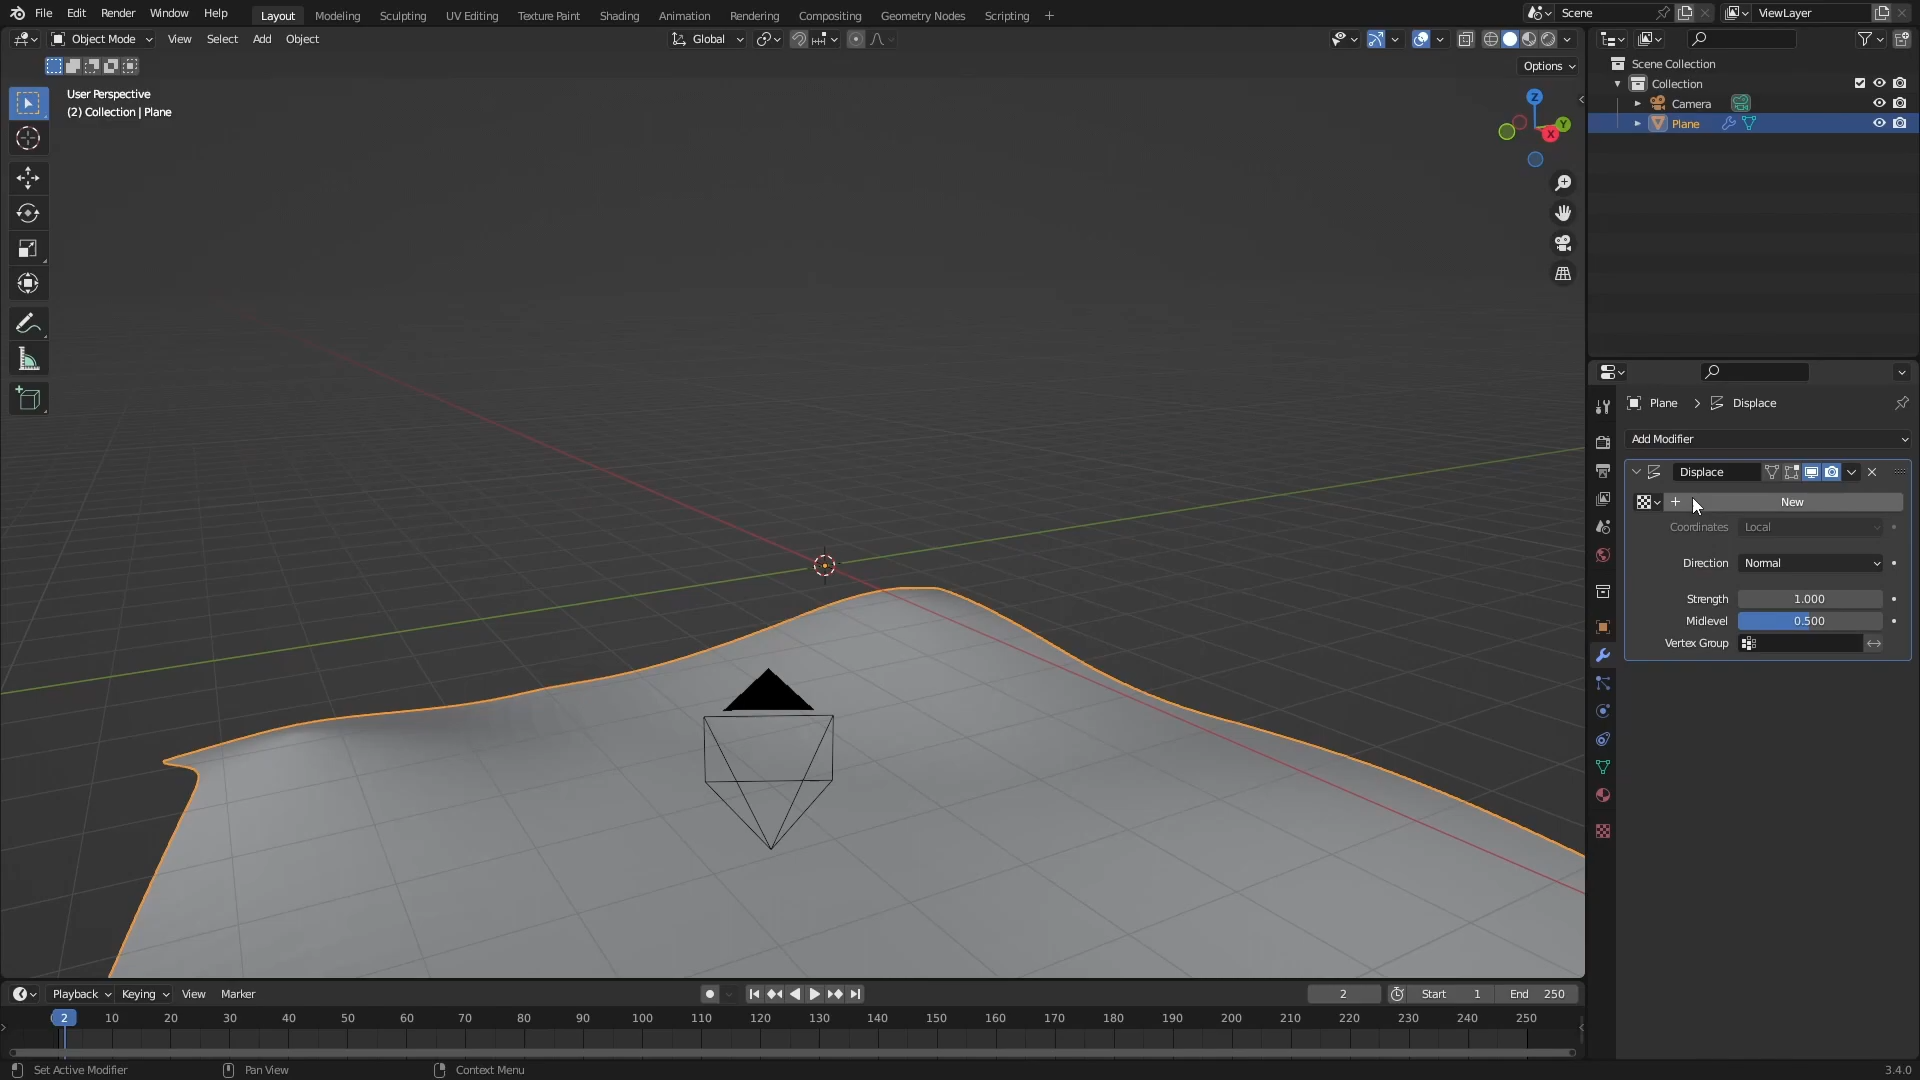 File Edit Render Window Help Layout Modeling Sculpting UV Editing Texture Paint Shading Animation Rendering Compositing Geometry Nodes Scripting + Scene ViewLayer
Object Mode View Select Add Object Global
Options
User Perspective
(2) Collection | Plane
Z
Y
X
Scene Collection
Collection
Camera
Plane
Plane > Displace
Add Modifier
Displace
+ New
Coordinates Local
Direction Normal
Strength 1.000
Midlevel 0.500
Vertex Group
Playback Keying View Marker 2 Start 1 End 250
2 10 20 30 40 50 60 70 80 90 100 110 120 130 140 150 160 170 180 190 200 210 220 230 240 250
Set Active Modifier Pan View Context Menu 3.4.0